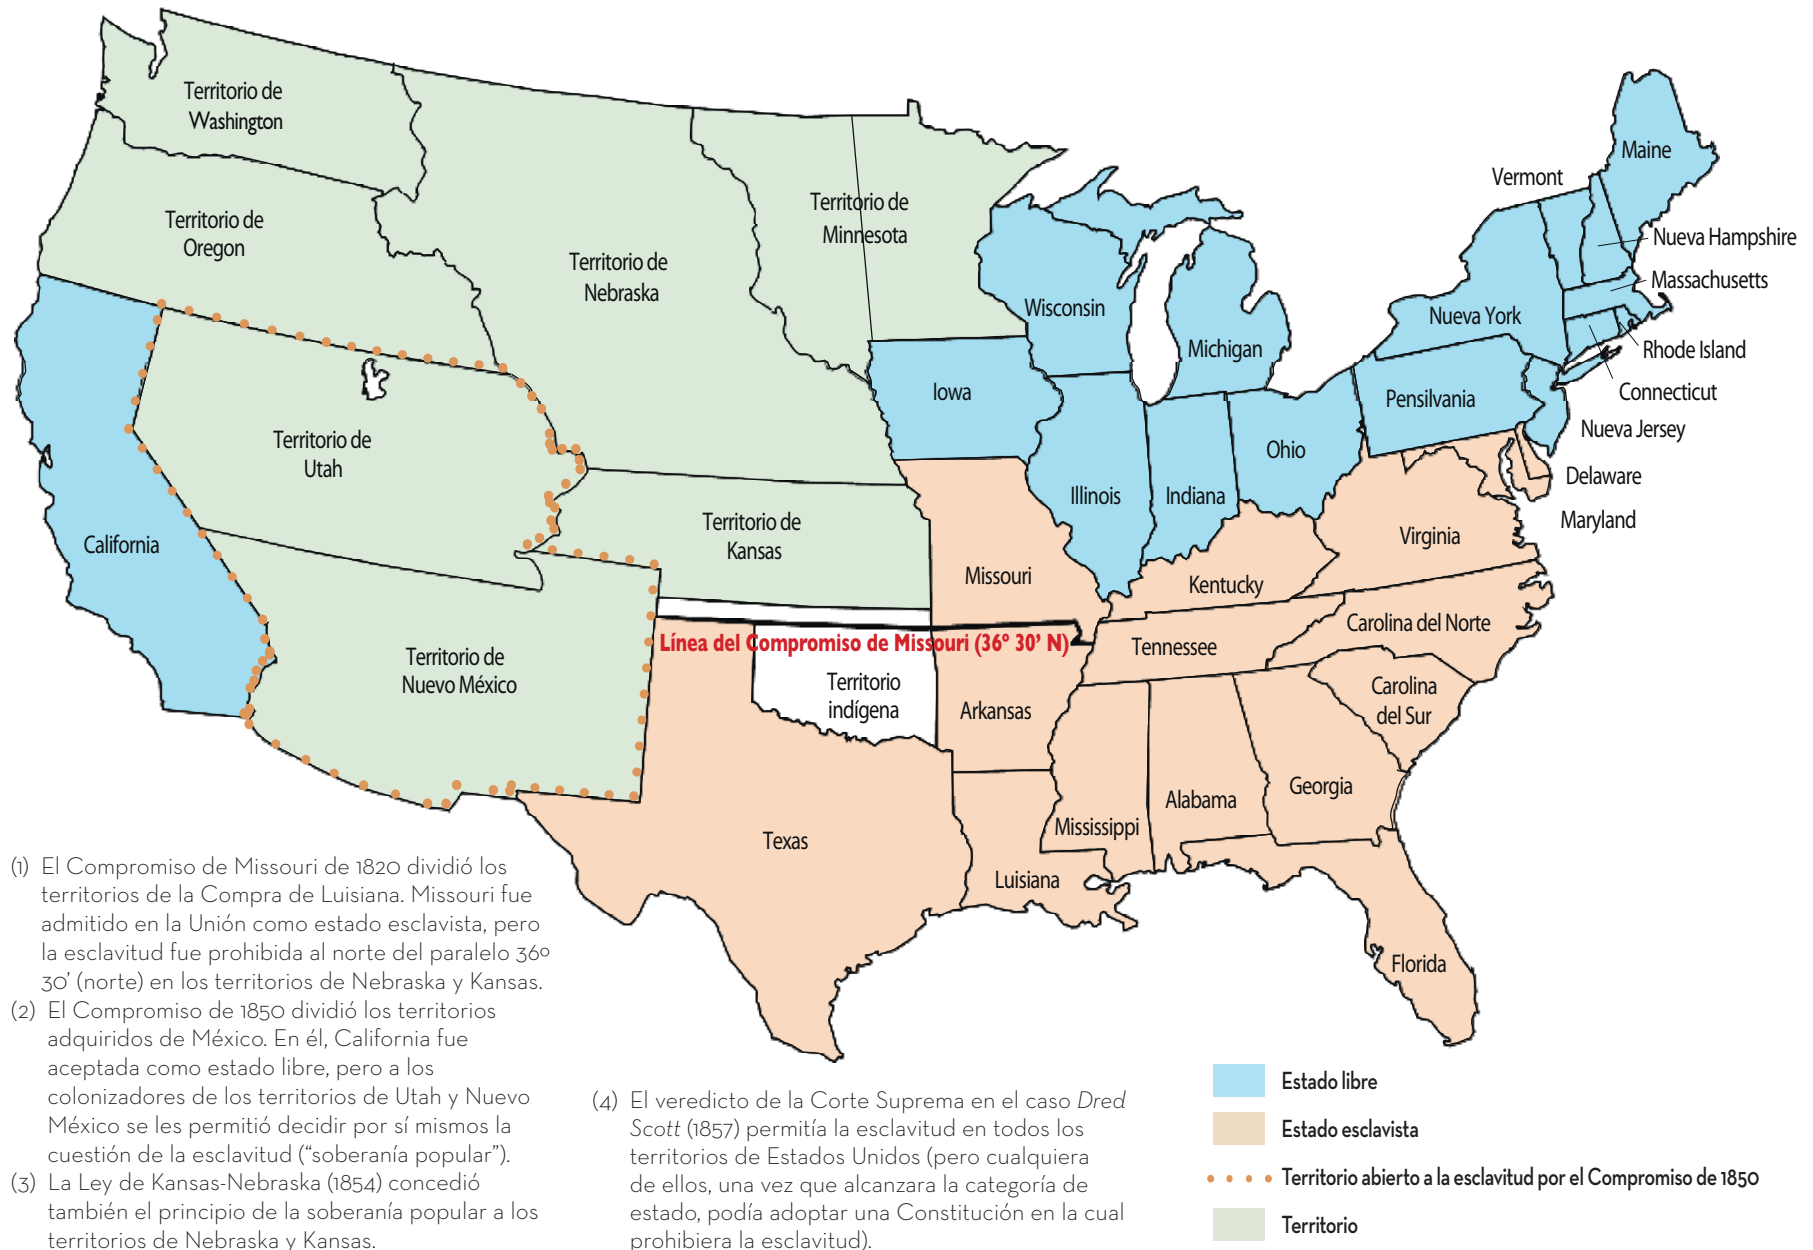 Territorio de
Washington
Territorio de
Oregon
Territorio de
Nebraska
Territorio de
Minnesota
Territorio de
Utah
Territorio de
Kansas
Territorio de
Nuevo México
California
Línea del Compromiso de Missouri (36° 30’ N)
Territorio
indígena
Wisconsin
Michigan
Iowa
Illinois
Indiana
Ohio
Missouri
Kentucky
Tennessee
Arkansas
Texas
Luisiana
Mississippi
Alabama
Georgia
Florida
Carolina
del Sur
Carolina del Norte
Virginia
Maryland
Delaware
Nueva Jersey
Pensilvania
Nueva York
Connecticut
Rhode Island
Massachusetts
Nueva Hampshire
Vermont
Maine
(1) El Compromiso de Missouri de 1820 dividió los
territorios de la Compra de Luisiana. Missouri fue
admitido en la Unión como estado esclavista, pero
la esclavitud fue prohibida al norte del paralelo 36º
30’ (norte) en los territorios de Nebraska y Kansas.
(2) El Compromiso de 1850 dividió los territorios
adquiridos de México. En él, California fue
aceptada como estado libre, pero a los
colonizadores de los territorios de Utah y Nuevo
México se les permitió decidir por sí mismos la
cuestión de la esclavitud (“soberanía popular”).
(3) La Ley de Kansas-Nebraska (1854) concedió
también el principio de la soberanía popular a los
territorios de Nebraska y Kansas.
(4) El veredicto de la Corte Suprema en el caso Dred
Scott (1857) permitía la esclavitud en todos los
territorios de Estados Unidos (pero cualquiera
de ellos, una vez que alcanzara la categoría de
estado, podía adoptar una Constitución en la cual
prohibiera la esclavitud).
Estado libre
Estado esclavista
Territorio abierto a la esclavitud por el Compromiso de 1850
Territorio